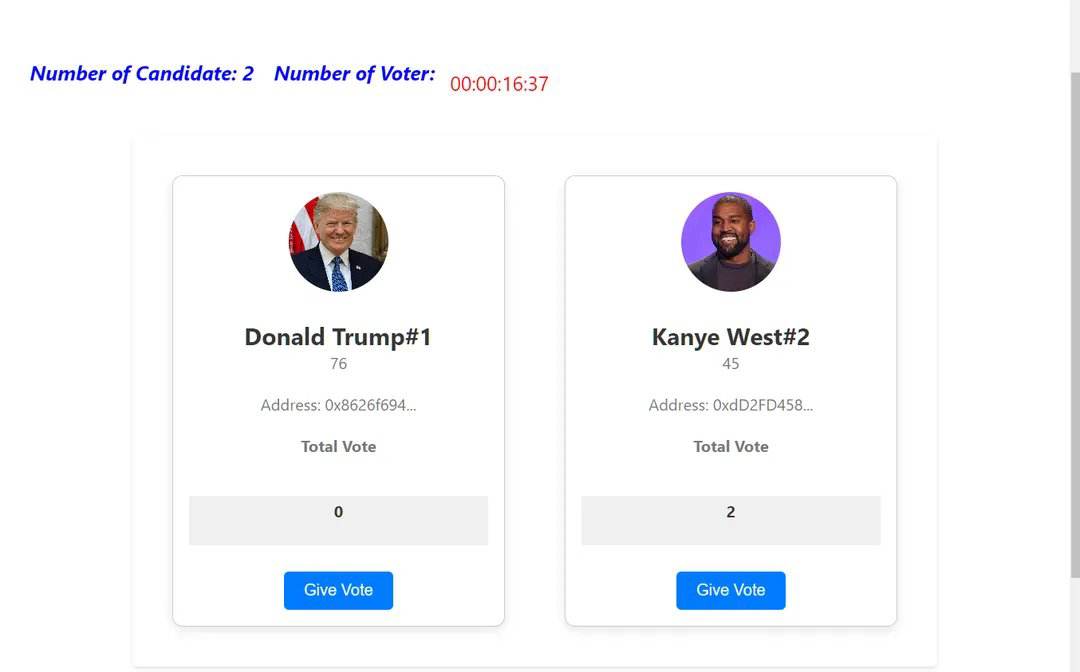 Number of Candidate: 2 Number of Voter: 00:00:16:37
Donald Trump#1
76
Address: 0x8626f694...
Total Vote
0
Give Vote
Kanye West#2
45
Address: 0xdD2FD458...
Total Vote
2
Give Vote